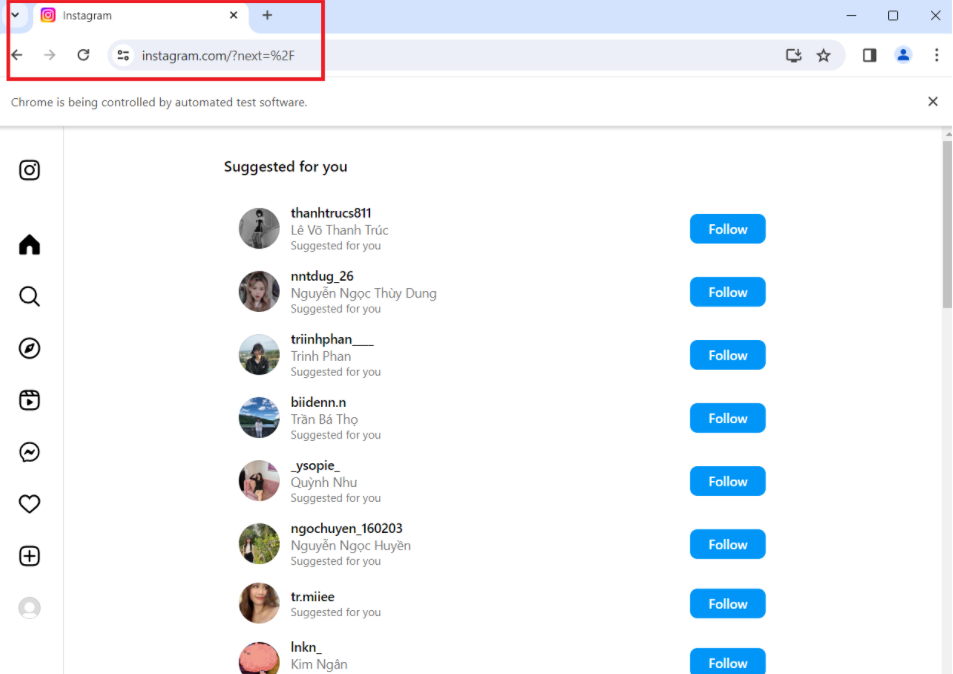 Instagram
instagram.com/?next=%2F
Chrome is being controlled by automated test software.
Suggested for you
thanhtrucs811
Lê Võ Thanh Trúc
Suggested for you
Follow
nntdug_26
Nguyễn Ngọc Thùy Dung
Suggested for you
Follow
triinhphan____
Trinh Phan
Suggested for you
Follow
biidenn.n
Trần Bá Thọ
Suggested for you
Follow
_ysopie_
Quỳnh Như
Suggested for you
Follow
ngochuyen_160203
Nguyễn Ngọc Huyền
Suggested for you
Follow
tr.miiee
Suggested for you
Follow
lnkn_
Kim Ngân
Follow